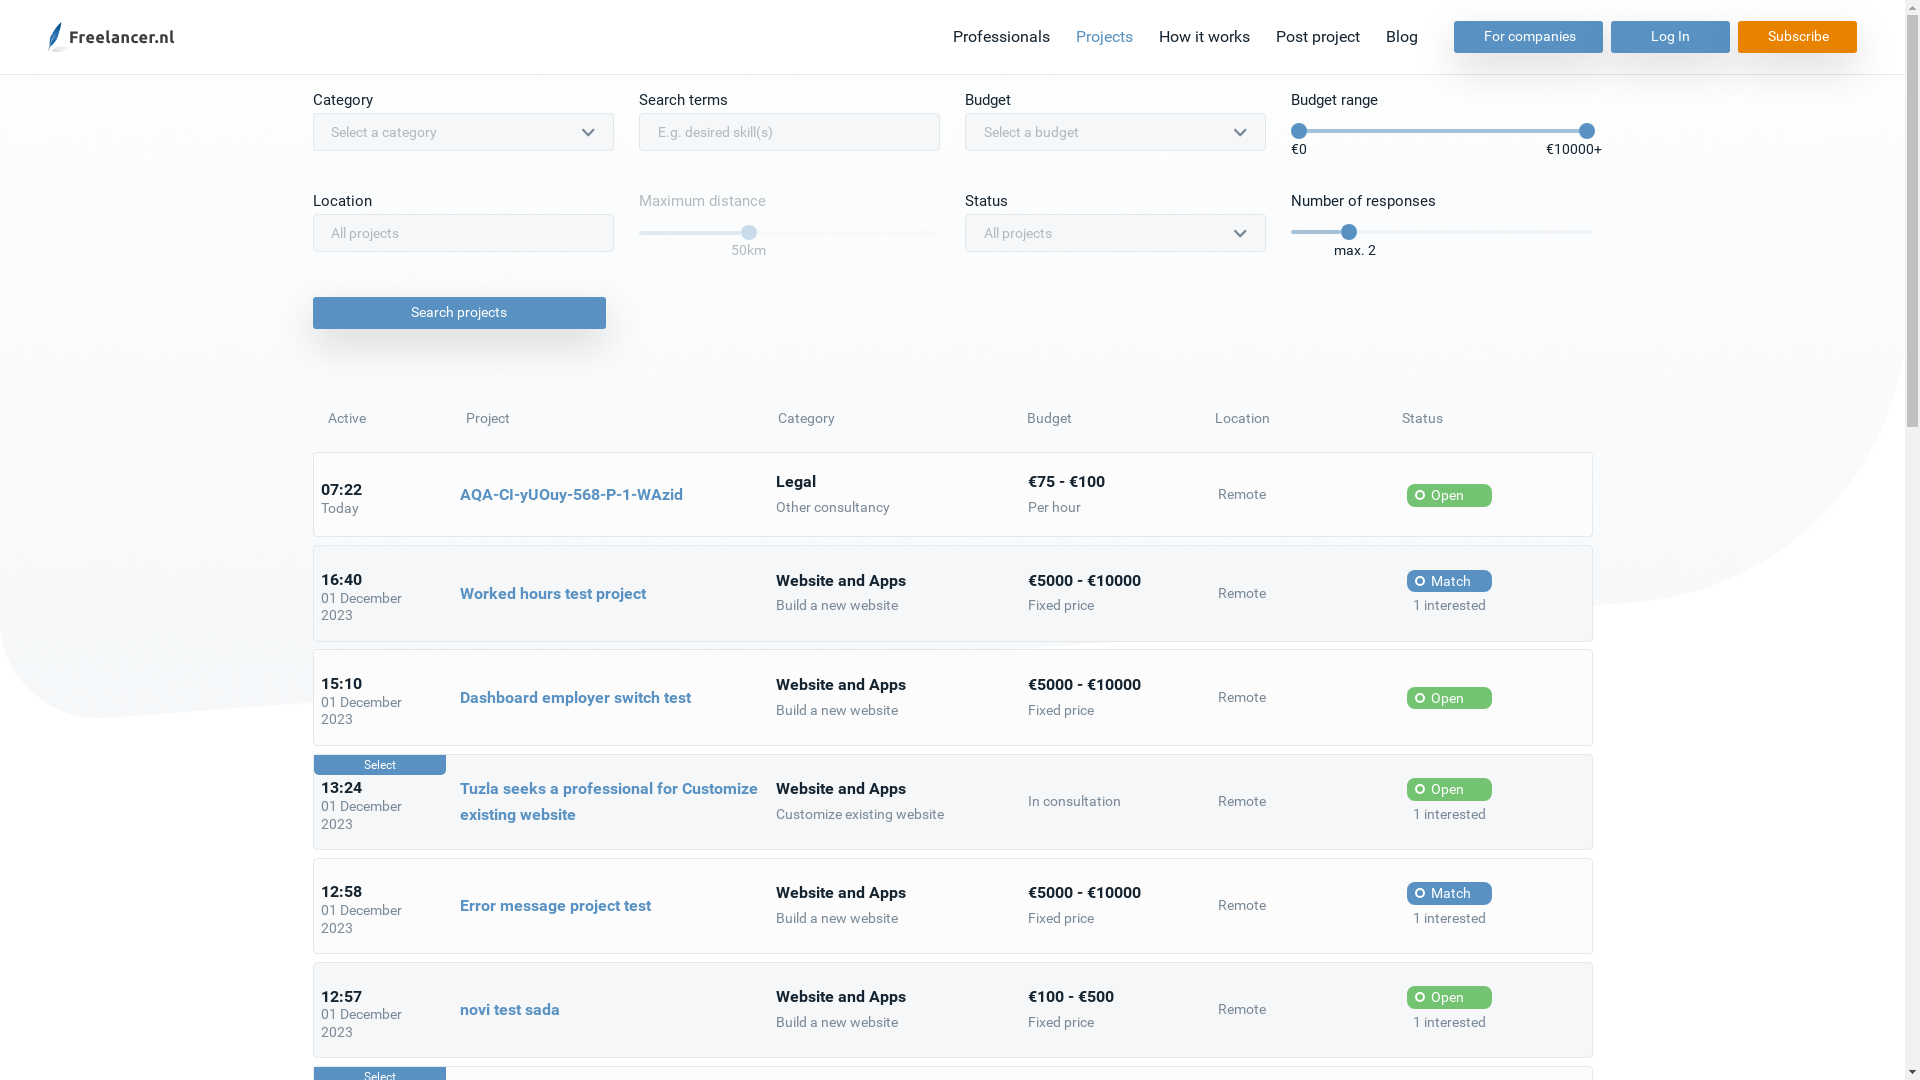 Freelancer.nl
Professionals Projects How it works Post project Blog For companies Log In Subscribe
Category Search terms Budget Budget range
Select a category E.g. desired skill(s) Select a budget
€0 €10000+
Location Maximum distance Status Number of responses
All projects All projects
50km max. 2
Search projects
Active Project Category Budget Location Status
07:22
Today
AQA-CI-yUOuy-568-P-1-WAzid
Legal
Other consultancy
€75 - €100
Per hour
Remote
Open
16:40
01 December
2023
Worked hours test project
Website and Apps
Build a new website
€5000 - €10000
Fixed price
Remote
Match
1 interested
15:10
01 December
2023
Dashboard employer switch test
Website and Apps
Build a new website
€5000 - €10000
Fixed price
Remote
Open
Select
13:24
01 December
2023
Tuzla seeks a professional for Customize
existing website
Website and Apps
Customize existing website
In consultation
Remote
Open
1 interested
12:58
01 December
2023
Error message project test
Website and Apps
Build a new website
€5000 - €10000
Fixed price
Remote
Match
1 interested
12:57
01 December
2023
novi test sada
Website and Apps
Build a new website
€100 - €500
Fixed price
Remote
Open
1 interested
Select